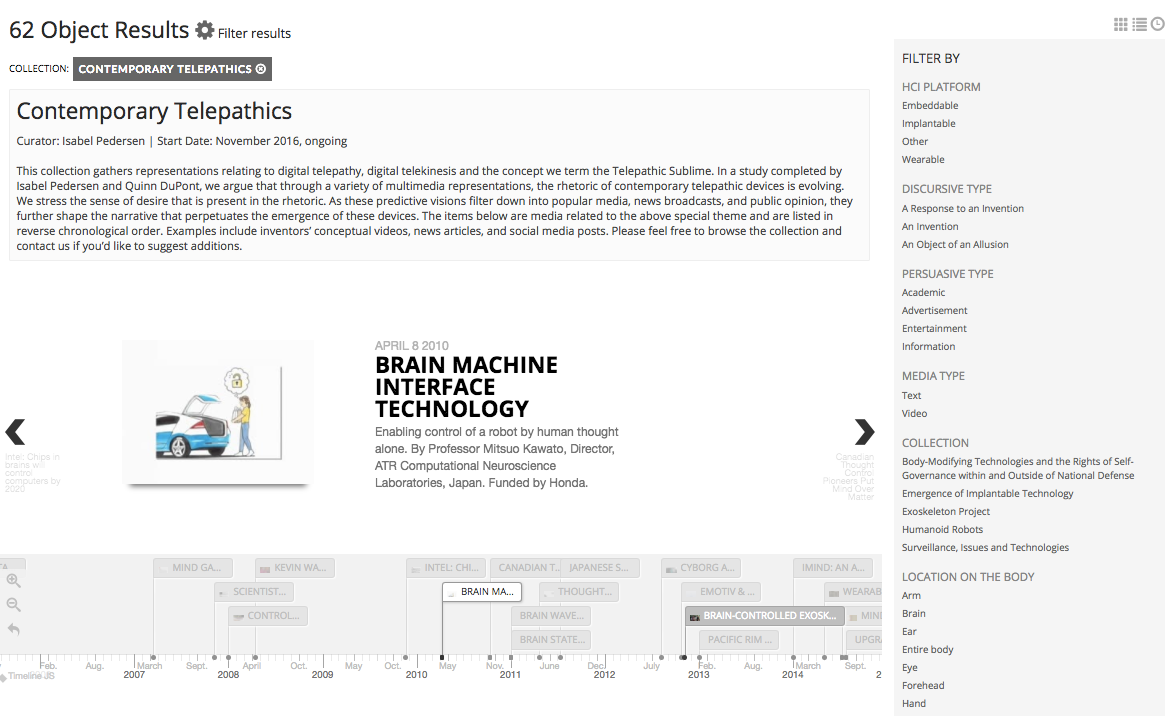 62 Object Results Filter results
COLLECTION: CONTEMPORARY TELEPATHICS
Contemporary Telepathics
Curator: Isabel Pedersen | Start Date: November 2016, ongoing
This collection gathers representations relating to digital telepathy, digital telekinesis and the concept we term the Telepathic Sublime. In a study completed by
Isabel Pedersen and Quinn DuPont, we argue that through a variety of multimedia representations, the rhetoric of contemporary telepathic devices is evolving.
We stress the sense of desire that is present in the rhetoric. As these predictive visions filter down into popular media, news broadcasts, and public opinion, they
further shape the narrative that perpetuates the emergence of these devices. The items below are media related to the above special theme and are listed in
reverse chronological order. Examples include inventors' conceptual videos, news articles, and social media posts. Please feel free to browse the collection and
contact us if you'd like to suggest additions.
APRIL 8 2010
BRAIN MACHINE
INTERFACE
TECHNOLOGY
Enabling control of a robot by human thought
alone. By Professor Mitsuo Kawato, Director,
ATR Computational Neuroscience
Laboratories, Japan. Funded by Honda.
Intel: Chips in
brains will
control
computers by
2020
Canadian
Thought
Control
Pioneers Put
Mind Over
Matter
MIND GA... KEVIN WA... INTEL: CHI... CANADIAN T... JAPANESE S... CYBORG A... IMIND: AN A...
SCIENTIST... BRAIN MA... THOUGHT... EMOTIV & ... WEARAB
CONTROL... BRAIN WAVE... BRAIN-CONTROLLED EXOSK... MINI
BRAIN STATE... PACIFIC RIM ... UPGR
Feb. Aug. March Sept. April Oct. May Oct. May Nov. June Dec. July Feb. Aug. March Sept.
2007 2008 2009 2010 2011 2012 2013 2014 2
Timeline JS
FILTER BY
HCI PLATFORM
Embeddable
Implantable
Other
Wearable
DISCURSIVE TYPE
A Response to an Invention
An Invention
An Object of an Allusion
PERSUASIVE TYPE
Academic
Advertisement
Entertainment
Information
MEDIA TYPE
Text
Video
COLLECTION
Body-Modifying Technologies and the Rights of Self-
Governance within and Outside of National Defense
Emergence of Implantable Technology
Exoskeleton Project
Humanoid Robots
Surveillance, Issues and Technologies
LOCATION ON THE BODY
Arm
Brain
Ear
Entire body
Eye
Forehead
Hand